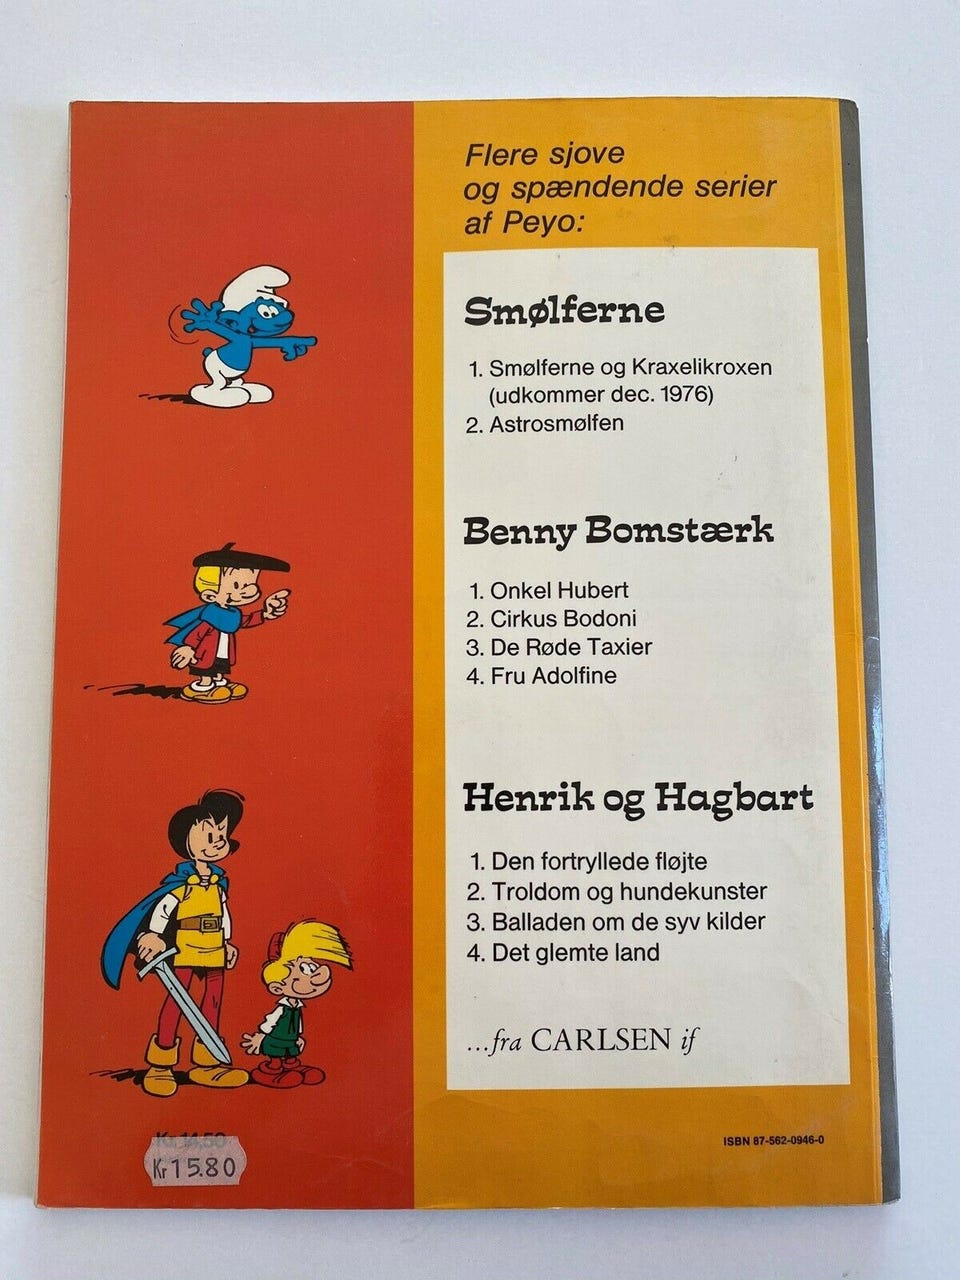 Flere sjove
og spændende serier
af Peyo:
Smølferne
1. Smølferne og Kraxelikroxen
(udkommer dec. 1976)
2. Astrosmølfen
Benny Bomstærk
1. Onkel Hubert
2. Cirkus Bodoni
3. De Røde Taxier
4. Fru Adolfine
Henrik og Hagbart
1. Den fortryllede fløjte
2. Troldom og hundekunster
3. Balladen om de syv kilder
4. Det glemte land
...fra CARLSEN if
Kr. 14,50
Kr 15.80
ISBN 87-562-0946-0